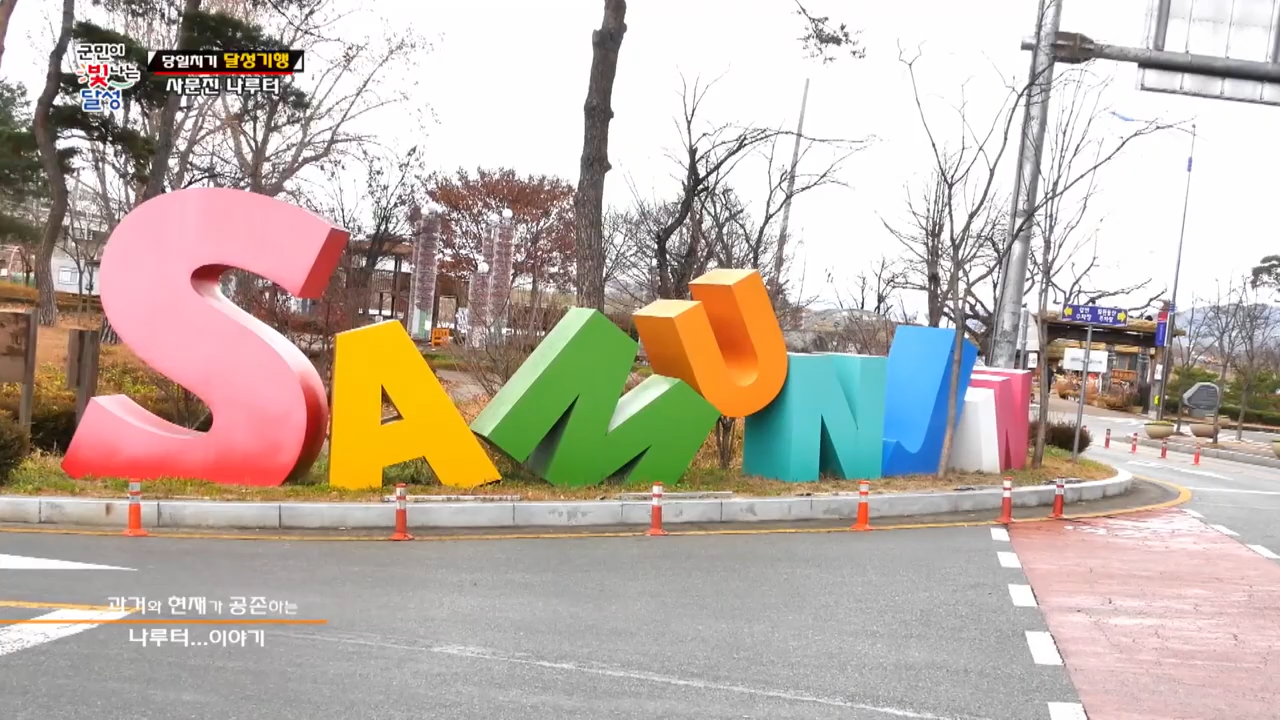 군민이
빛나는
달성
당일치기 달성기행
사문진 나루터
SAMUNJIN
과거와 현재가 공존하는
나루터...이야기